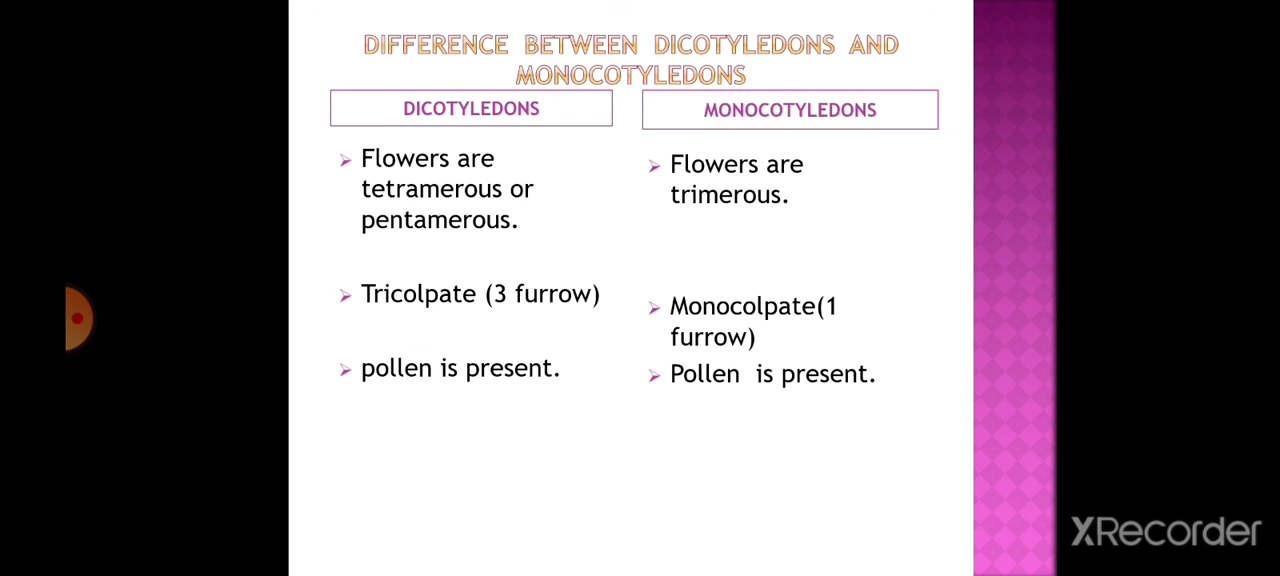 DIFFERENCE BETWEEN DICOTYLEDONS AND
MONOCOTYLEDONS
DICOTYLEDONS
Flowers are
tetramerous or
pentamerous.
Tricolpate (3 furrow)
pollen is present.
MONOCOTYLEDONS
Flowers are
trimerous.
Monocolpate(1
furrow)
Pollen is present.
XRecorder